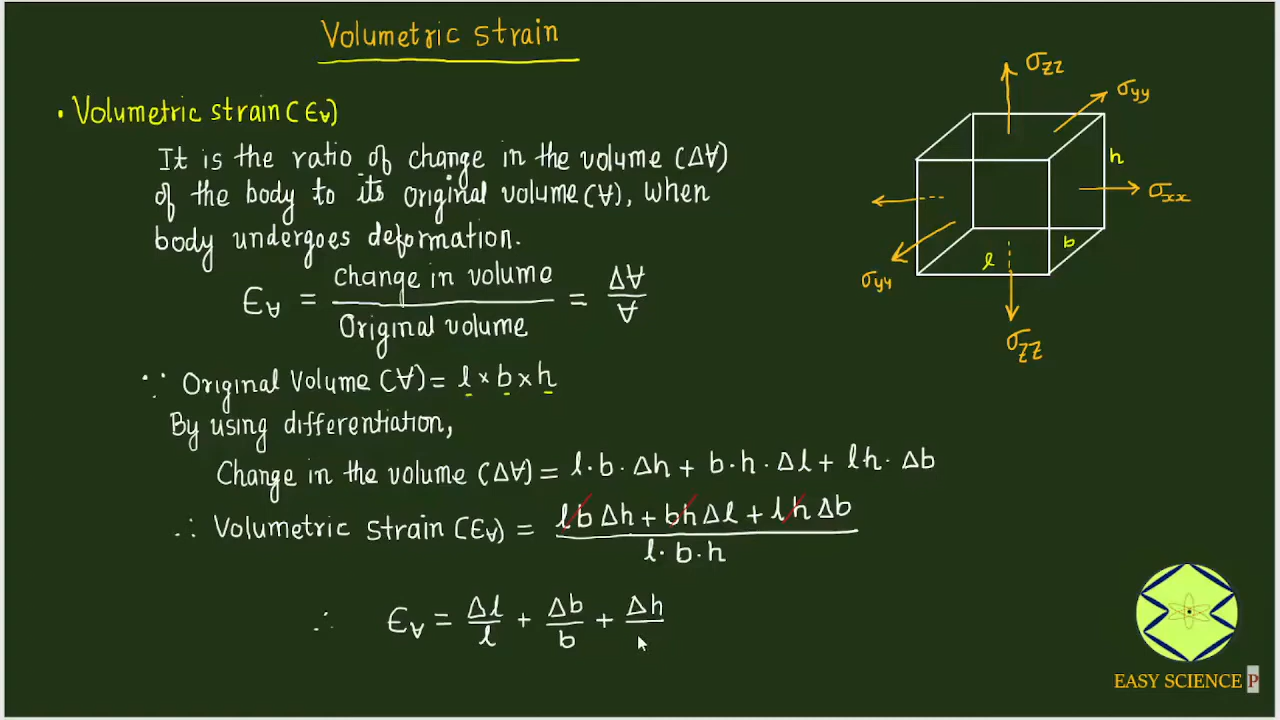 Volumetric strain
• Volumetric strain (ϵ∀)
It is the ratio of change in the volume (Δ∀)
of the body to its original volume (∀), when
body undergoes deformation.
ϵ∀ = Change in volume / Original volume = Δ∀ / ∀
∵ Original Volume (∀) = l × b × h
By using differentiation,
Change in the volume (Δ∀) = l · b · Δh + b · h · Δl + lh · Δb
∴ Volumetric strain (ϵ∀) = lb Δh + bh Δl + lh Δb / l · b · h
∴ ϵ∀ = Δl / l + Δb / b + Δh
σzz
σyy
h
σxx
b
l
σyy
σzz
EASY SCIENCE P